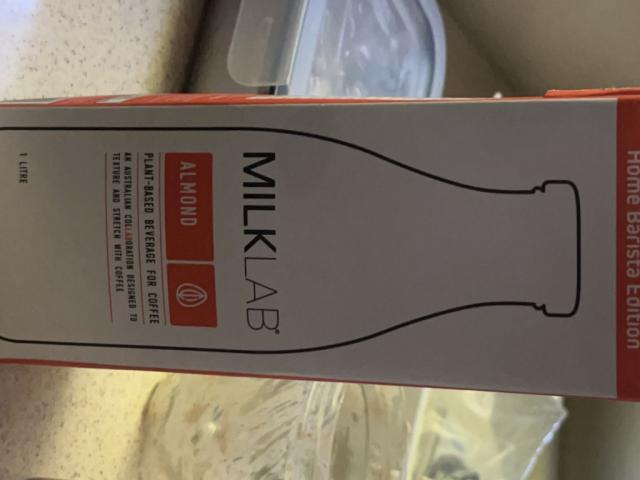 Home Barista Edition
MILKLAB®
ALMOND
PLANT-BASED BEVERAGE FOR COFFEE
AN AUSTRALIAN COLLABORATION DESIGNED TO
TEXTURE AND STRETCH WITH COFFEE
1 LITRE